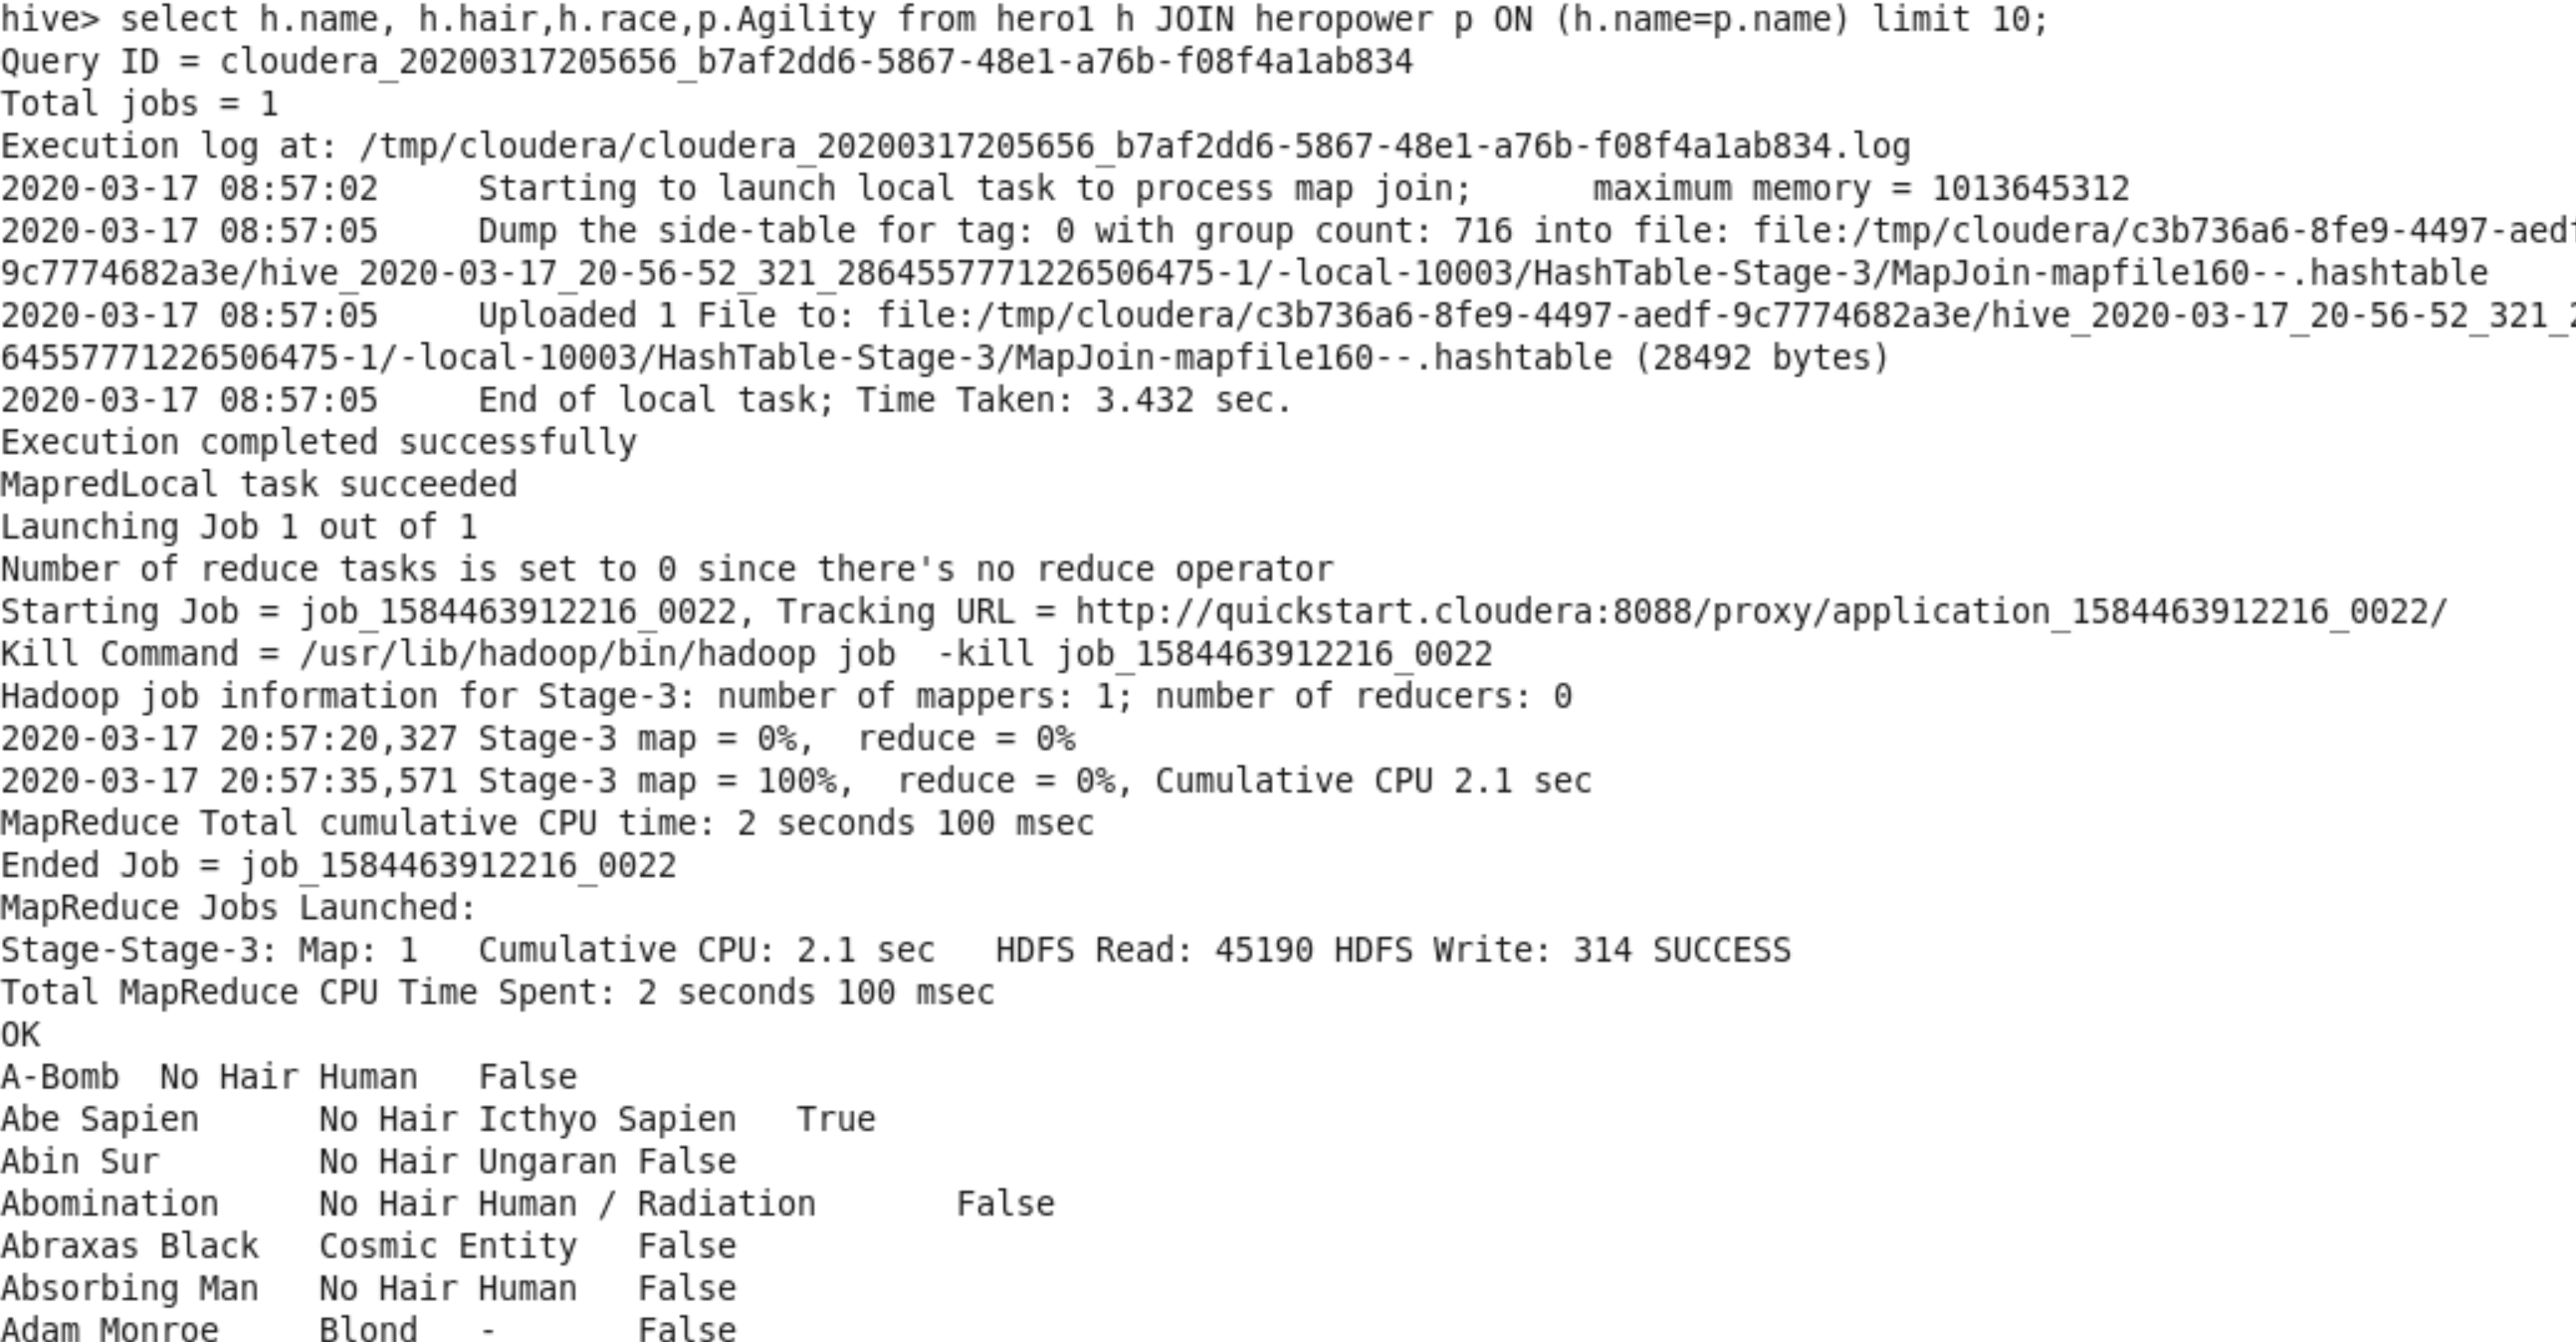 hive> select h.name, h.hair,h.race,p.Agility from hero1 h JOIN heropower p ON (h.name=p.name) limit 10;
Query ID = cloudera_20200317205656_b7af2dd6-5867-48e1-a76b-f08f4a1ab834
Total jobs = 1
Execution log at: /tmp/cloudera/cloudera_20200317205656_b7af2dd6-5867-48e1-a76b-f08f4a1ab834.log
2020-03-17 08:57:02     Starting to launch local task to process map join;      maximum memory = 1013645312
2020-03-17 08:57:05     Dump the side-table for tag: 0 with group count: 716 into file: file:/tmp/cloudera/c3b736a6-8fe9-4497-aedf
9c7774682a3e/hive_2020-03-17_20-56-52_321_2864557771226506475-1/-local-10003/HashTable-Stage-3/MapJoin-mapfile160--.hashtable
2020-03-17 08:57:05     Uploaded 1 File to: file:/tmp/cloudera/c3b736a6-8fe9-4497-aedf-9c7774682a3e/hive_2020-03-17_20-56-52_321_2
64557771226506475-1/-local-10003/HashTable-Stage-3/MapJoin-mapfile160--.hashtable (28492 bytes)
2020-03-17 08:57:05     End of local task; Time Taken: 3.432 sec.
Execution completed successfully
MapredLocal task succeeded
Launching Job 1 out of 1
Number of reduce tasks is set to 0 since there's no reduce operator
Starting Job = job_1584463912216_0022, Tracking URL = http://quickstart.cloudera:8088/proxy/application_1584463912216_0022/
Kill Command = /usr/lib/hadoop/bin/hadoop job  -kill job_1584463912216_0022
Hadoop job information for Stage-3: number of mappers: 1; number of reducers: 0
2020-03-17 20:57:20,327 Stage-3 map = 0%,  reduce = 0%
2020-03-17 20:57:35,571 Stage-3 map = 100%,  reduce = 0%, Cumulative CPU 2.1 sec
MapReduce Total cumulative CPU time: 2 seconds 100 msec
Ended Job = job_1584463912216_0022
MapReduce Jobs Launched:
Stage-Stage-3: Map: 1   Cumulative CPU: 2.1 sec   HDFS Read: 45190 HDFS Write: 314 SUCCESS
Total MapReduce CPU Time Spent: 2 seconds 100 msec
OK
A-Bomb  No Hair Human   False
Abe Sapien      No Hair Icthyo Sapien   True
Abin Sur        No Hair Ungaran False
Abomination     No Hair Human / Radiation       False
Abraxas Black   Cosmic Entity   False
Absorbing Man   No Hair Human   False
Adam Monroe     Blond   -       False